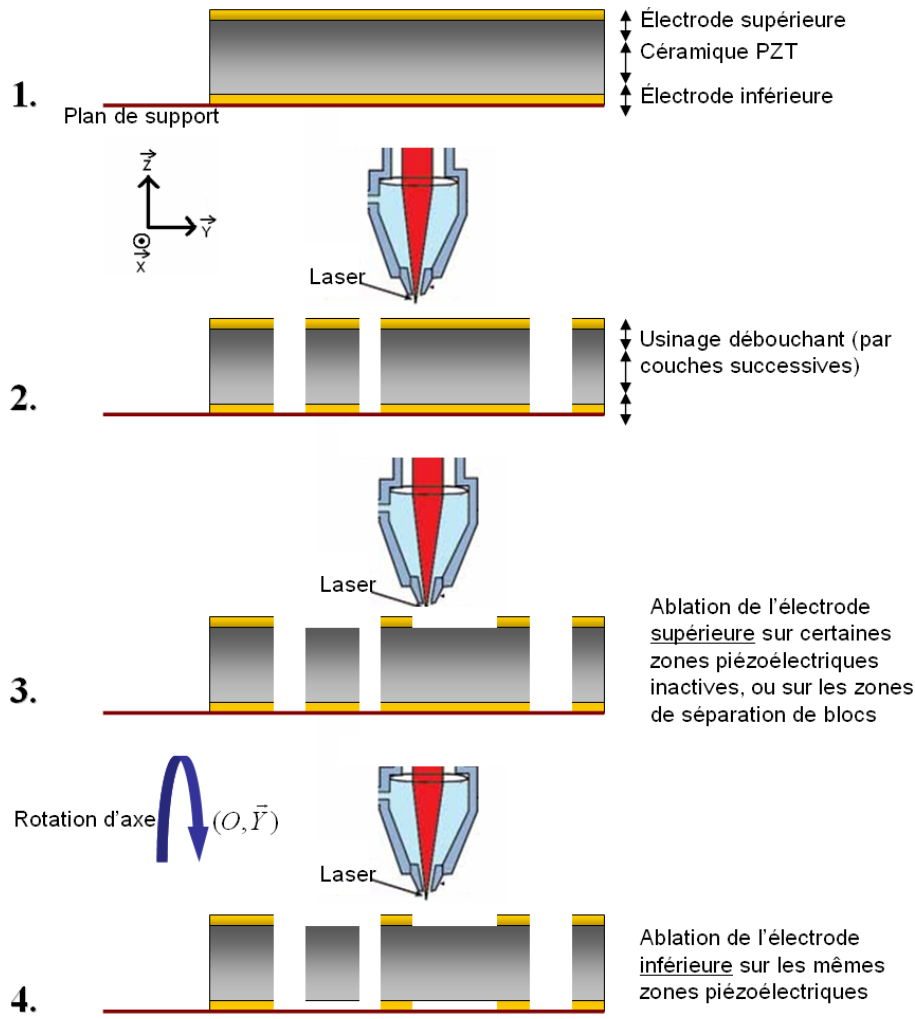 Électrode supérieure
Céramique PZT
Électrode inférieure
1.
Plan de support
Z
Y
X
Laser
Usinage débouchant (par
couches successives)
2.
Laser
Ablation de l'électrode
supérieure sur certaines
zones piézoélectriques
inactives, ou sur les zones
de séparation de blocs
3.
Rotation d'axe (O, Y)
Laser
Ablation de l'électrode
inférieure sur les mêmes
zones piézoélectriques
4.